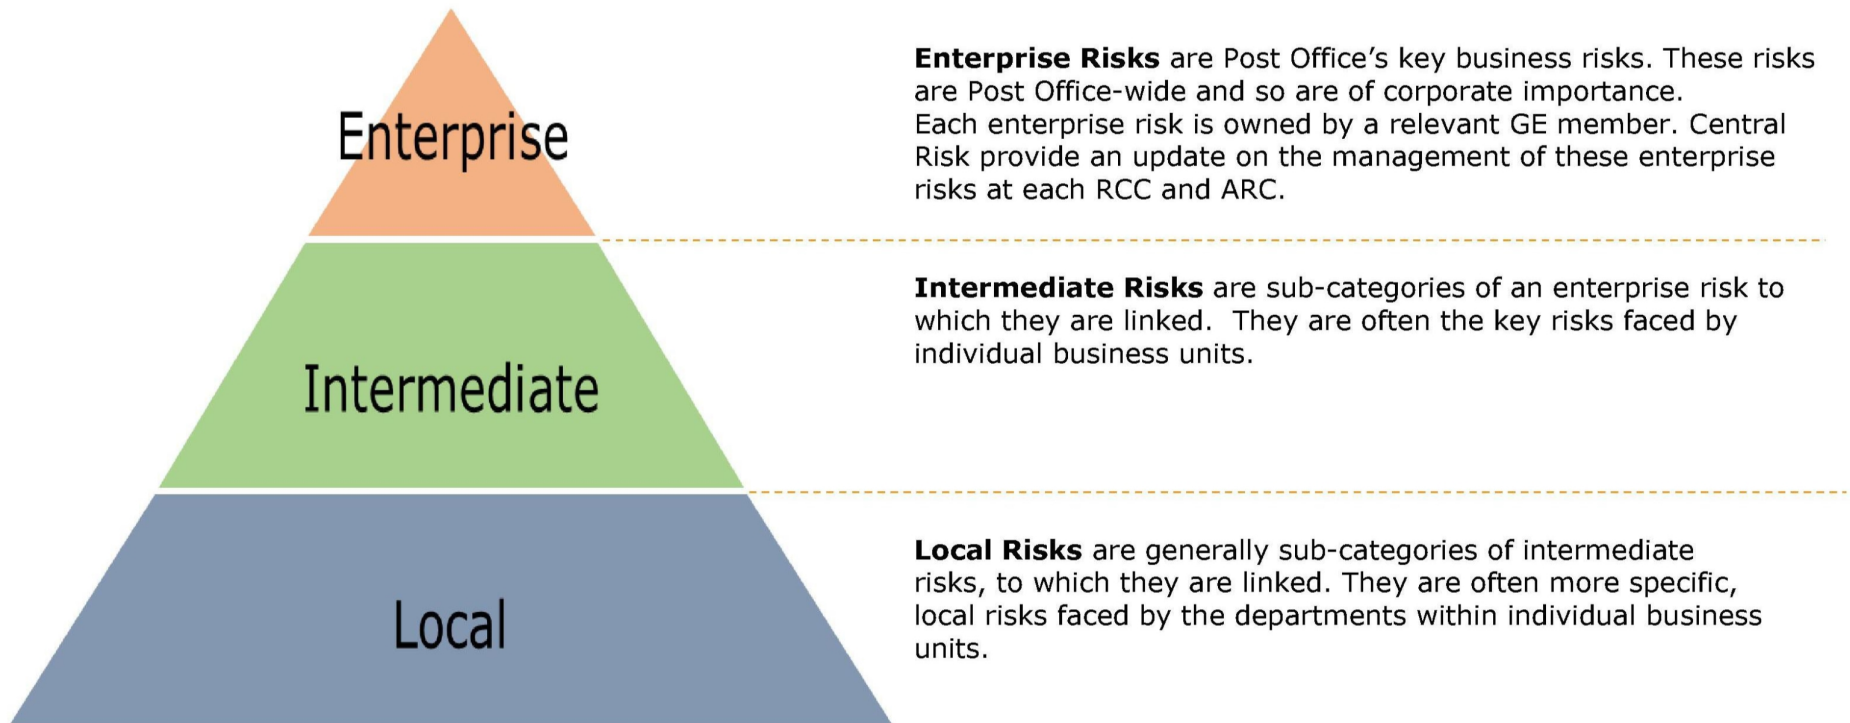 Enterprise
Enterprise Risks are Post Office’s key business risks. These risks
are Post Office-wide and so are of corporate importance.
Each enterprise risk is owned by a relevant GE member. Central
Risk provide an update on the management of these enterprise
risks at each RCC and ARC.
Intermediate
Intermediate Risks are sub-categories of an enterprise risk to
which they are linked.  They are often the key risks faced by
individual business units.
Local
Local Risks are generally sub-categories of intermediate
risks, to which they are linked. They are often more specific,
local risks faced by the departments within individual business
units.